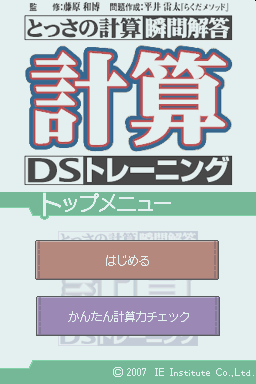 監 修:藤原 和博 問題作成:平井 雷太「らくだメソッド」
とっさの計算 瞬間解答
計算
DSトレーニング
トップメニュー
はじめる
かんたん計算力チェック
© 2007 IE Institute Co.,Ltd.